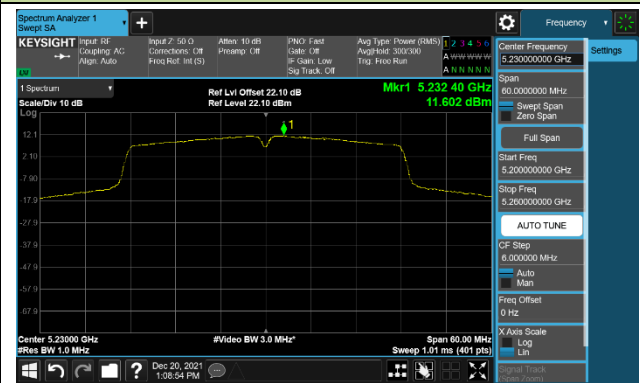 Spectrum Analyzer 1
Swept SA
Frequency
KEYSIGHT
Input: RF
Coupling: AC
Align: Auto
Input Z: 50 Ω
Corrections: Off
Freq Ref: Int (S)
Atten: 10 dB
Preamp: Off
PNO: Fast
Gate: Off
IF Gain: Low
Sig Track: Off
Avg Type: Power (RMS)
Avg|Hold: 300/300
Trig: Free Run
1 2 3 4 5 6
A W W W W W
A N N N N N
1 Spectrum
Scale/Div 10 dB
Log
Ref Lvl Offset 22.10 dB
Ref Level 22.10 dBm
Mkr1 5.232 40 GHz
11.602 dBm
1
12.1
2.10
-7.90
-17.9
-27.9
-37.9
-47.9
-57.9
-67.9
Center 5.23000 GHz
#Res BW 1.0 MHz
#Video BW 3.0 MHz*
Span 60.00 MHz
Sweep 1.01 ms (401 pts)
Dec 20, 2021
1:08:54 PM
Center Frequency
5.230000000 GHz
Span
60.0000000 MHz
Swept Span
Zero Span
Full Span
Start Freq
5.200000000 GHz
Stop Freq
5.260000000 GHz
AUTO TUNE
CF Step
6.000000 MHz
Auto
Man
Freq Offset
0 Hz
X Axis Scale
Log
Lin
Signal Track
(Span Zoom)
Settings